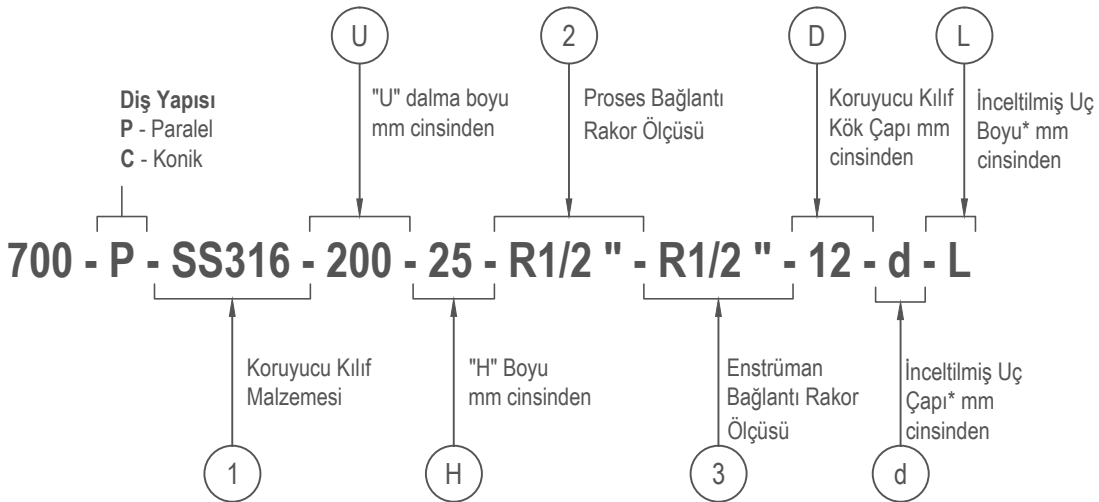 U
2
D
L
Diş Yapısı
P - Paralel
C - Konik
"U" dalma boyu
mm cinsinden
Proses Bağlantı
Rakor Ölçüsü
Koruyucu Kılıf
Kök Çapı mm
cinsinden
İnceltilmiş Uç
Boyu* mm
cinsinden
700 - P - SS316 - 200 - 25 - R1/2 " - R1/2 " - 12 - d - L
Koruyucu Kılıf
Malzemesi
"H" Boyu
mm cinsinden
Enstrüman
Bağlantı Rakor
Ölçüsü
İnceltilmiş Uç
Çapı* mm
cinsinden
1
H
3
d